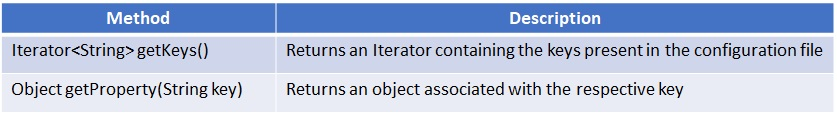 Method Description
Iterator<String> getKeys() Returns an Iterator containing the keys present in the configuration file
Object getProperty(String key) Returns an object associated with the respective key